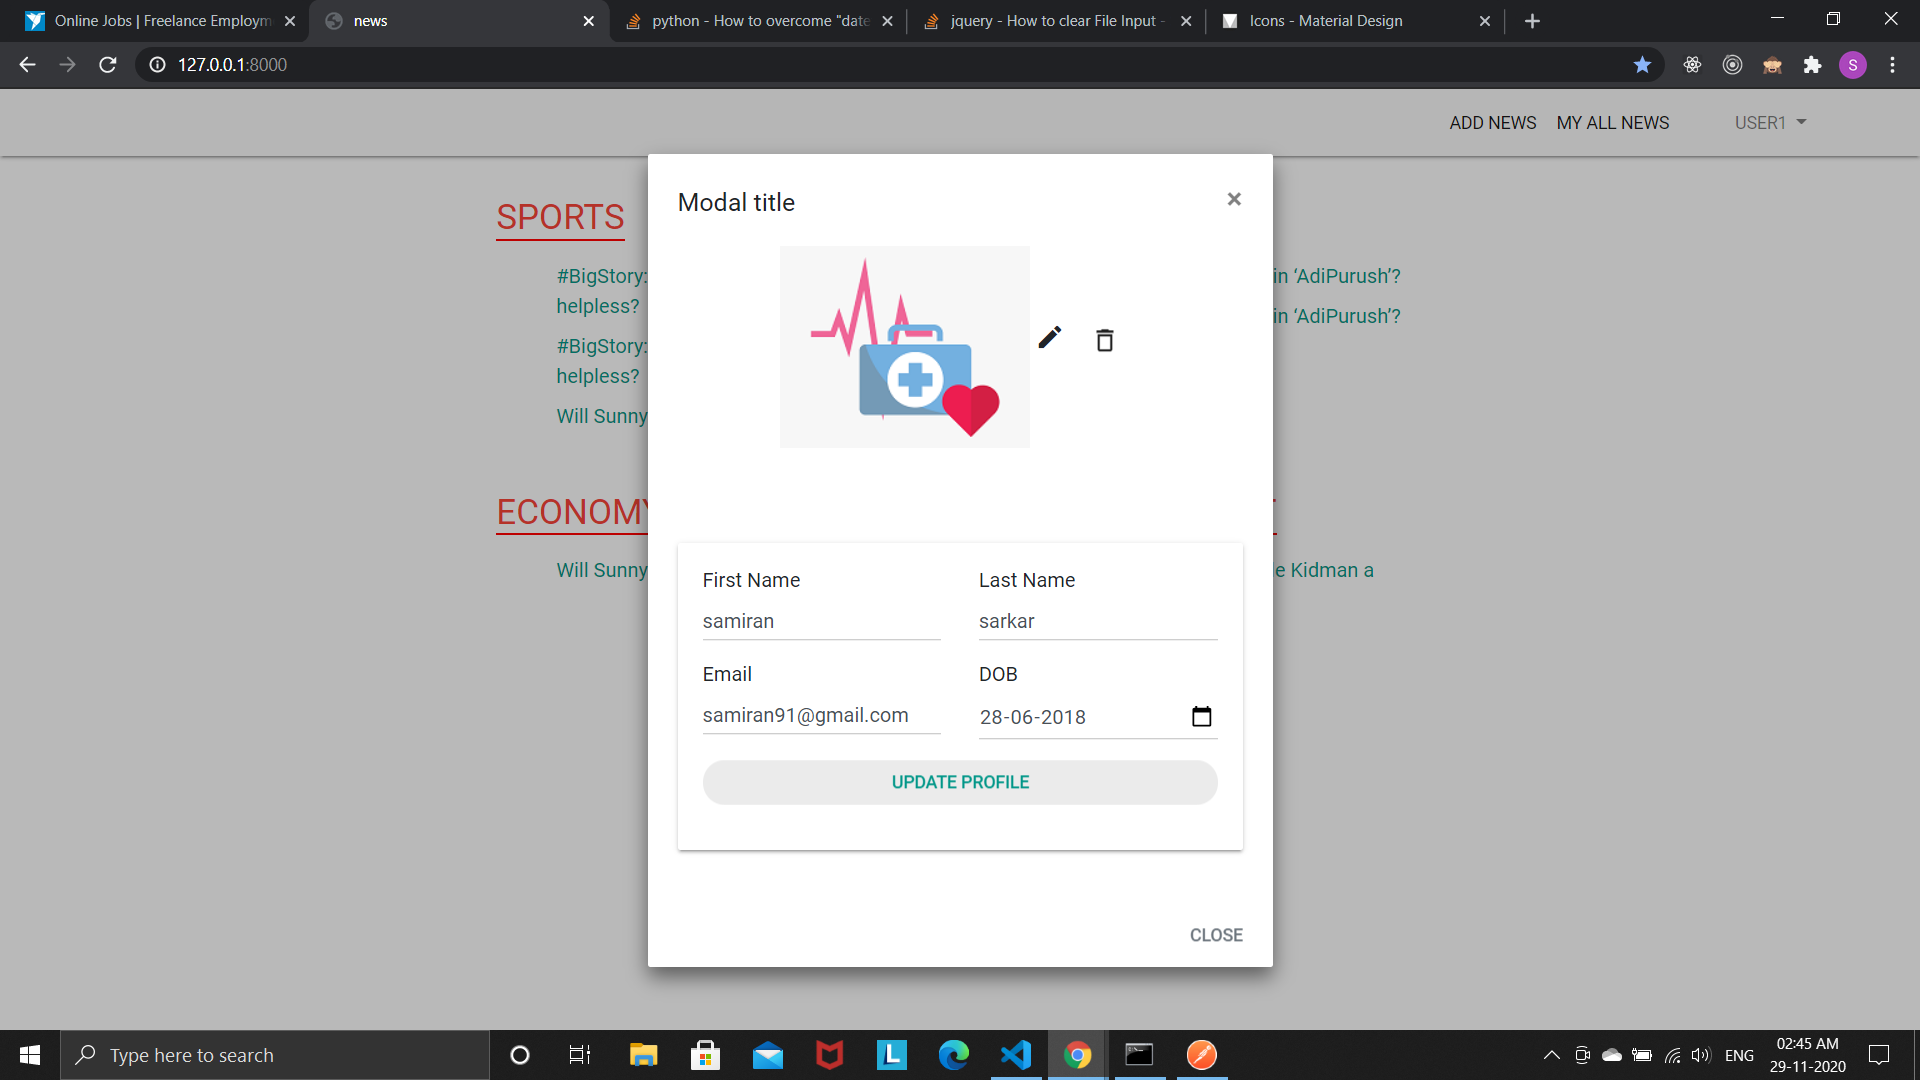 Online Jobs | Freelance Employm
news
python - How to overcome "date
jquery - How to clear File Input -
Icons - Material Design
127.0.0.1:8000
S
ADD NEWS
MY ALL NEWS
USER1
Modal title
×
SPORTS
#BigStory:
helpless?
#BigStory:
helpless?
Will Sunny
in ‘AdiPurush’?
in ‘AdiPurush’?
ECONOMY
Will Sunny
e Kidman a
First Name
Last Name
samiran
sarkar
Email
DOB
samiran91@gmail.com
28-06-2018
UPDATE PROFILE
CLOSE
Type here to search
L
ENG
02:45 AM
29-11-2020